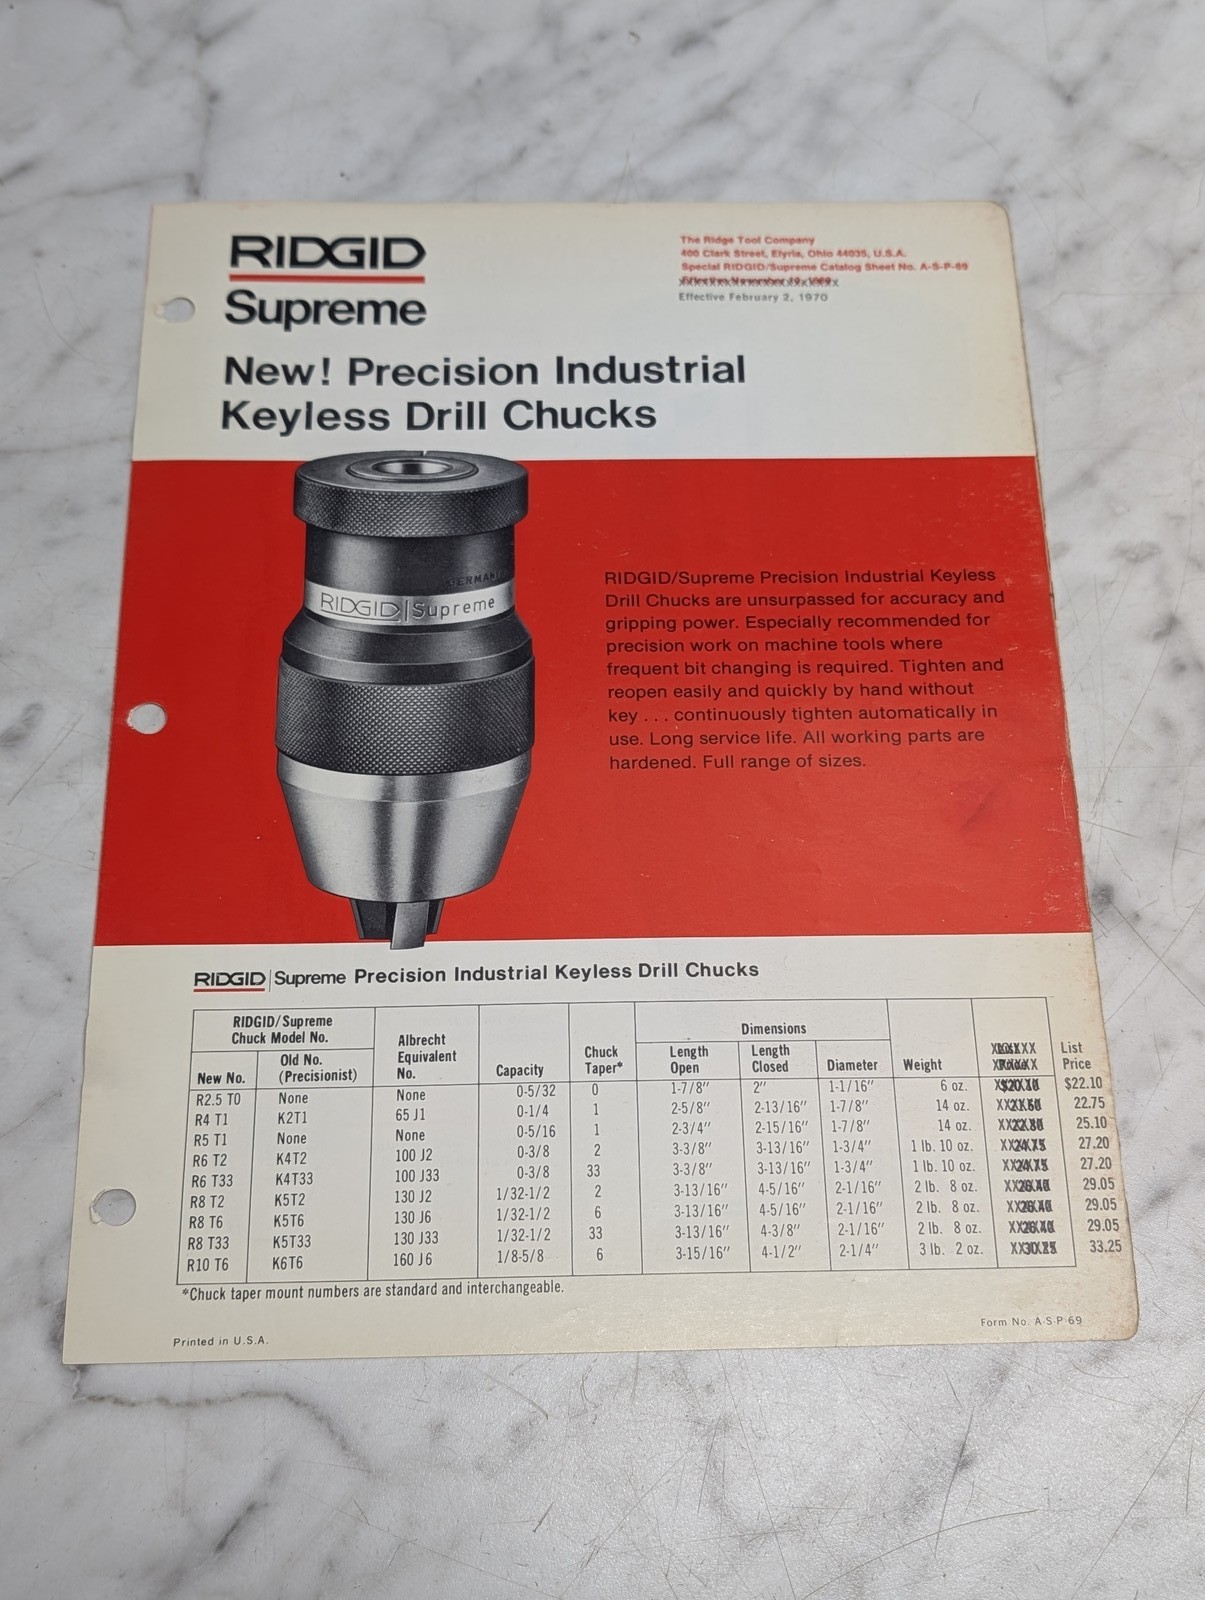 RIDGID
Supreme
The Ridge Tool Company
400 Clark Street, Elyria, Ohio 44035, U.S.A.
Special RIDGID/Supreme Catalog Sheet No. A-S-P-69
Effective February 2, 1970
New! Precision Industrial
Keyless Drill Chucks
GERMANY
RIDGID|Supreme
RIDGID/Supreme Precision Industrial Keyless
Drill Chucks are unsurpassed for accuracy and
gripping power. Especially recommended for
precision work on machine tools where
frequent bit changing is required. Tighten and
reopen easily and quickly by hand without
key . . . continuously tighten automatically in
use. Long service life. All working parts are
hardened. Full range of sizes.
RIDGID|Supreme Precision Industrial Keyless Drill Chucks
RIDGID/Supreme
Chuck Model No.
New No.
Old No.
(Precisionist)
Albrecht
Equivalent
No.
Capacity
Chuck
Taper*
Dimensions
Length
Open
Length
Closed
Diameter
Weight
List
Price
R2.5 T0 None None 0-5/32 0 1-7/8" 2" 1-1/16" 6 oz. $22.10
R4 T1 K2T1 65 J1 0-1/4 1 2-5/8" 2-13/16" 1-7/8" 14 oz. 22.75
R5 T1 None None 0-5/16 1 2-3/4" 2-15/16" 1-7/8" 14 oz. 25.10
R6 T2 K4T2 100 J2 0-3/8 2 3-3/8" 3-13/16" 1-3/4" 1 lb. 10 oz. 27.20
R6 T33 K4T33 100 J33 0-3/8 33 3-3/8" 3-13/16" 1-3/4" 1 lb. 10 oz. 27.20
R8 T2 K5T2 130 J2 1/32-1/2 2 3-13/16" 4-5/16" 2-1/16" 2 lb. 8 oz. 29.05
R8 T6 K5T6 130 J6 1/32-1/2 6 3-13/16" 4-5/16" 2-1/16" 2 lb. 8 oz. 29.05
R8 T33 K5T33 130 J33 1/32-1/2 33 3-13/16" 4-3/8" 2-1/16" 2 lb. 8 oz. 29.05
R10 T6 K6T6 160 J6 1/8-5/8 6 3-15/16" 4-1/2" 2-1/4" 3 lb. 2 oz. 33.25
*Chuck taper mount numbers are standard and interchangeable.
Printed in U.S.A.
Form No. A-S-P-69